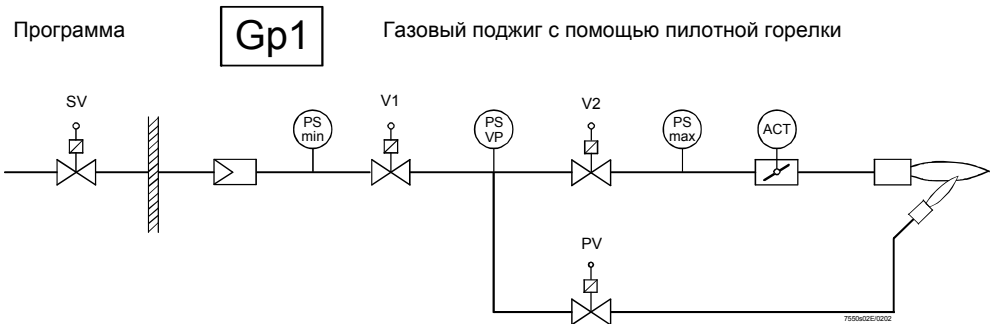 Программа Gp1 Газовый поджиг с помощью пилотной горелки
SV
PS min
V1
PS VP
V2
PS max
ACT
PV
7550s02E/0202